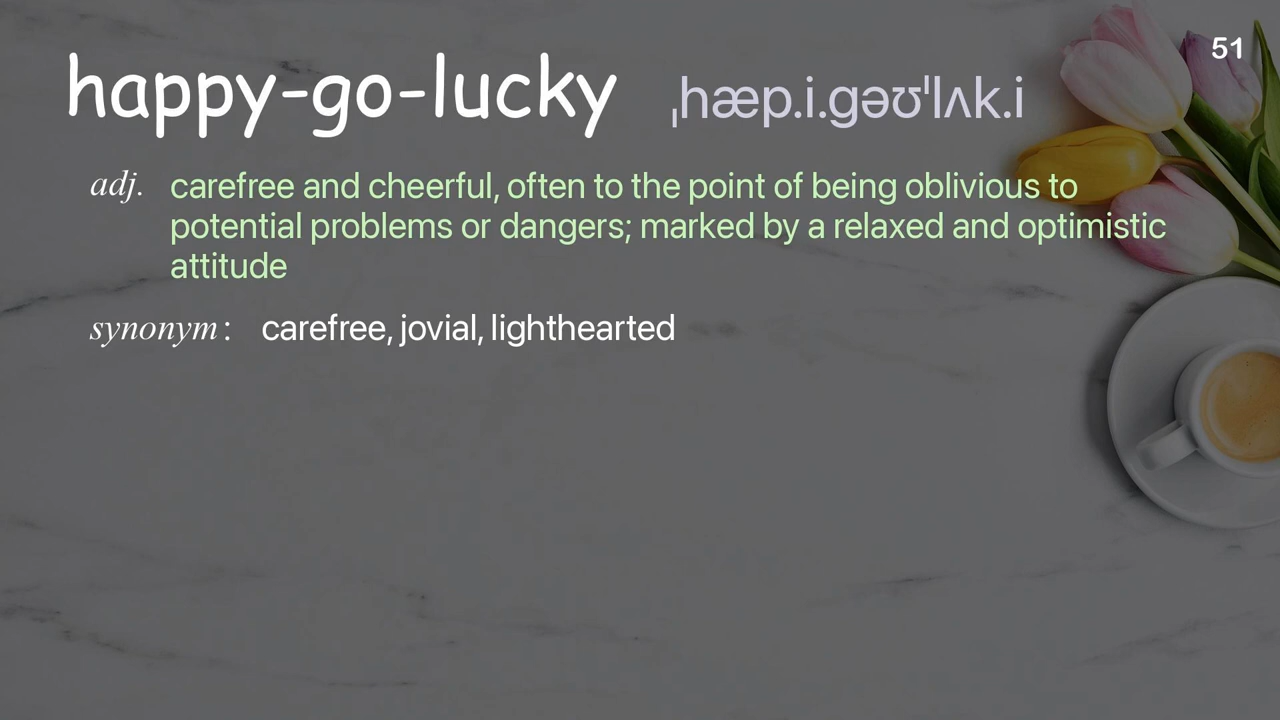 51
happy-go-lucky ˌhæp.i.gəʊˈlʌk.i
adj. carefree and cheerful, often to the point of being oblivious to
potential problems or dangers; marked by a relaxed and optimistic
attitude
synonym: carefree, jovial, lighthearted